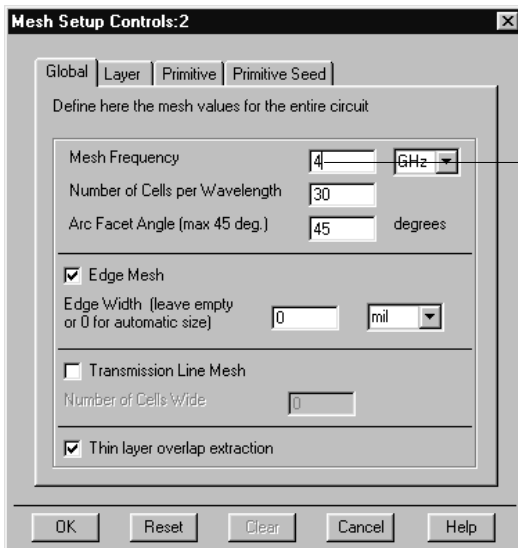 Mesh Setup Controls:2
Global Layer Primitive Primitive Seed
Define here the mesh values for the entire circuit
Mesh Frequency 4 GHz
Number of Cells per Wavelength 30
Arc Facet Angle (max 45 deg.) 45 degrees
Edge Mesh
Edge Width (leave empty
or 0 for automatic size) 0 mil
Transmission Line Mesh
Number of Cells Wide 0
Thin layer overlap extraction
OK Reset Clear Cancel Help